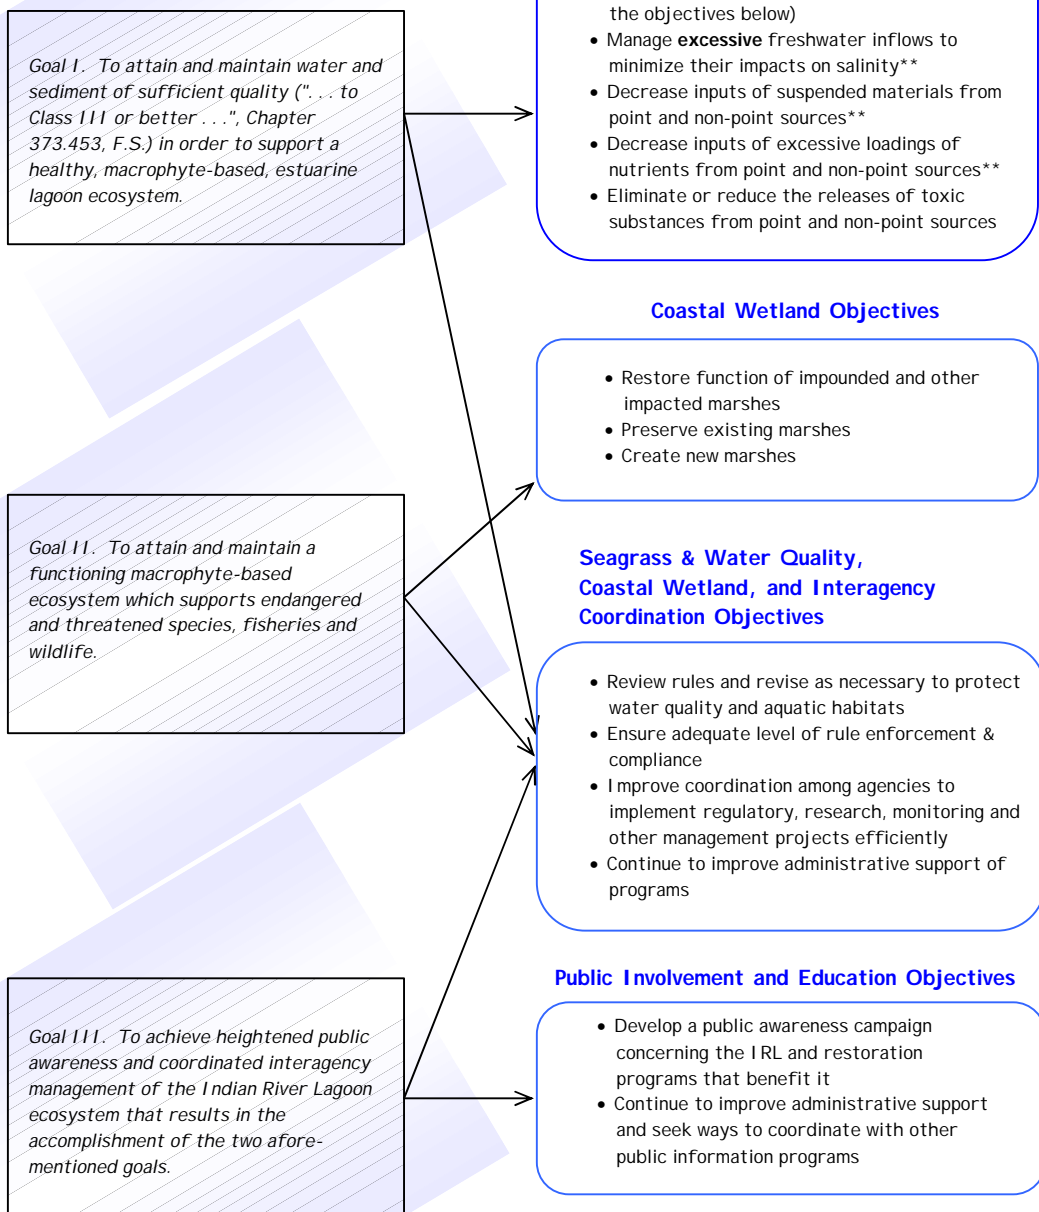 Goal I. To attain and maintain water and
sediment of sufficient quality (". . . to
Class III or better . . .", Chapter
373.453, F.S.) in order to support a
healthy, macrophyte-based, estuarine
lagoon ecosystem.
the objectives below)
• Manage excessive freshwater inflows to
minimize their impacts on salinity**
• Decrease inputs of suspended materials from
point and non-point sources**
• Decrease inputs of excessive loadings of
nutrients from point and non-point sources**
• Eliminate or reduce the releases of toxic
substances from point and non-point sources
Coastal Wetland Objectives
• Restore function of impounded and other
impacted marshes
• Preserve existing marshes
• Create new marshes
Goal II. To attain and maintain a
functioning macrophyte-based
ecosystem which supports endangered
and threatened species, fisheries and
wildlife.
Seagrass & Water Quality,
Coastal Wetland, and Interagency
Coordination Objectives
• Review rules and revise as necessary to protect
water quality and aquatic habitats
• Ensure adequate level of rule enforcement &
compliance
• Improve coordination among agencies to
implement regulatory, research, monitoring and
other management projects efficiently
• Continue to improve administrative support of
programs
Goal III. To achieve heightened public
awareness and coordinated interagency
management of the Indian River Lagoon
ecosystem that results in the
accomplishment of the two afore-
mentioned goals.
Public Involvement and Education Objectives
• Develop a public awareness campaign
concerning the IRL and restoration
programs that benefit it
• Continue to improve administrative support
and seek ways to coordinate with other
public information programs